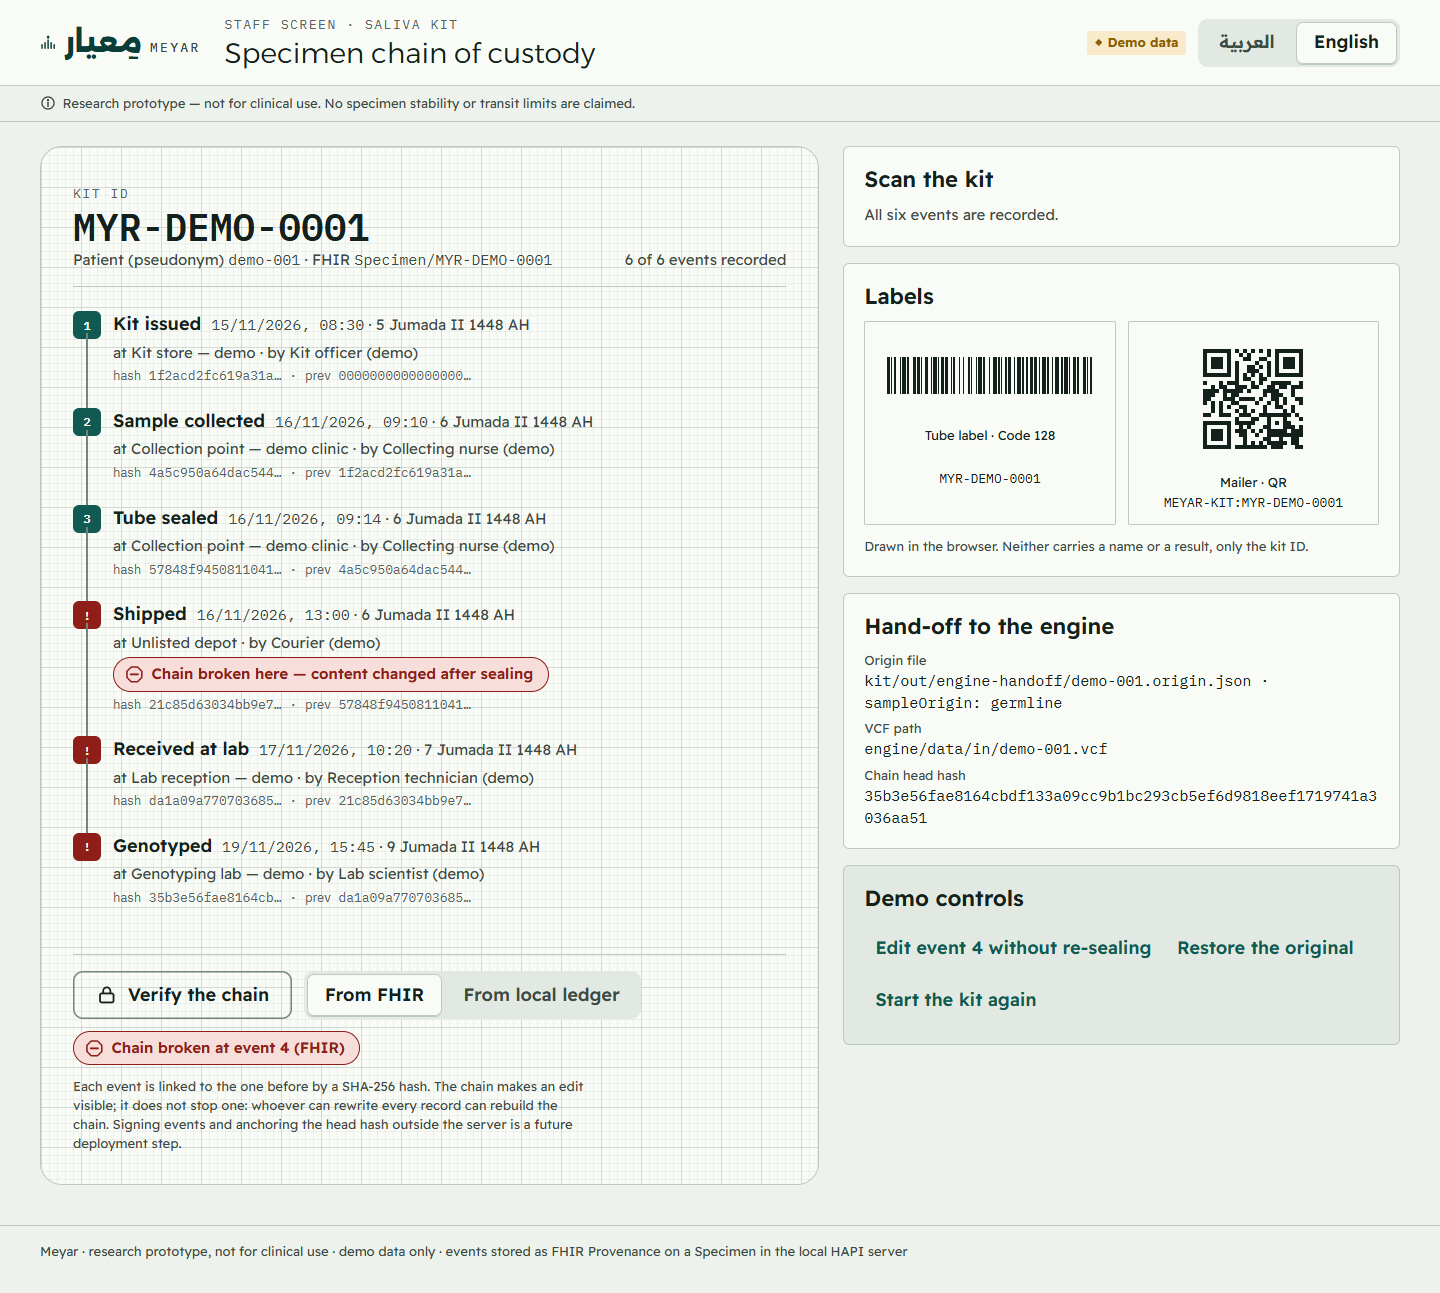 مِعيار MEYAR
STAFF SCREEN · SALIVA KIT
Specimen chain of custody
Demo data
العربية
English
Research prototype — not for clinical use. No specimen stability or transit limits are claimed.
KIT ID
MYR-DEMO-0001
Patient (pseudonym) demo-001 · FHIR Specimen/MYR-DEMO-0001
6 of 6 events recorded
1 Kit issued 15/11/2026, 08:30 · 5 Jumada II 1448 AH
at Kit store — demo · by Kit officer (demo)
hash 1f2acd2fc619a31a… · prev 0000000000000000…
2 Sample collected 16/11/2026, 09:10 · 6 Jumada II 1448 AH
at Collection point — demo clinic · by Collecting nurse (demo)
hash 4a5c950a64dac544… · prev 1f2acd2fc619a31a…
3 Tube sealed 16/11/2026, 09:14 · 6 Jumada II 1448 AH
at Collection point — demo clinic · by Collecting nurse (demo)
hash 57848f9450811041… · prev 4a5c950a64dac544…
! Shipped 16/11/2026, 13:00 · 6 Jumada II 1448 AH
at Unlisted depot · by Courier (demo)
Chain broken here — content changed after sealing
hash 21c85d63034bb9e7… · prev 57848f9450811041…
! Received at lab 17/11/2026, 10:20 · 7 Jumada II 1448 AH
at Lab reception — demo · by Reception technician (demo)
hash da1a09a770703685… · prev 21c85d63034bb9e7…
! Genotyped 19/11/2026, 15:45 · 9 Jumada II 1448 AH
at Genotyping lab — demo · by Lab scientist (demo)
hash 35b3e56fae8164cb… · prev da1a09a770703685…
Verify the chain
From FHIR
From local ledger
Chain broken at event 4 (FHIR)
Each event is linked to the one before by a SHA-256 hash. The chain makes an edit
visible; it does not stop one: whoever can rewrite every record can rebuild the
chain. Signing events and anchoring the head hash outside the server is a future
deployment step.
Scan the kit
All six events are recorded.
Labels
Tube label · Code 128
MYR-DEMO-0001
Mailer · QR
MEYAR-KIT:MYR-DEMO-0001
Drawn in the browser. Neither carries a name or a result, only the kit ID.
Hand-off to the engine
Origin file
kit/out/engine-handoff/demo-001.origin.json ·
sampleOrigin: germline
VCF path
engine/data/in/demo-001.vcf
Chain head hash
35b3e56fae8164cbdf133a09cc9b1bc293cb5ef6d9818eef1719741a3
036aa51
Demo controls
Edit event 4 without re-sealing
Restore the original
Start the kit again
Meyar · research prototype, not for clinical use · demo data only · events stored as FHIR Provenance on a Specimen in the local HAPI server